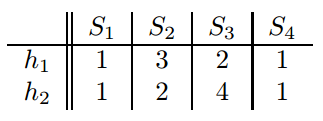 S₁ S₂ S₃ S₄
h₁ 1 3 2 1
h₂ 1 2 4 1